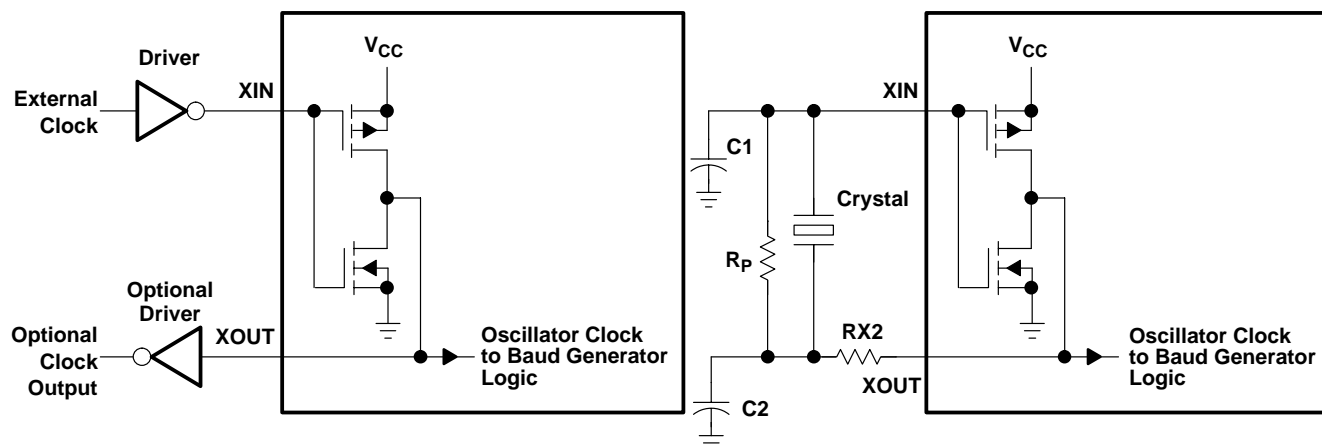 Driver
External
Clock
XIN
VCC
Optional
Driver
Optional
Clock
Output
XOUT
Oscillator Clock
to Baud Generator
Logic
C1
Crystal
RP
C2
RX2
XIN
XOUT
VCC
Oscillator Clock
to Baud Generator
Logic